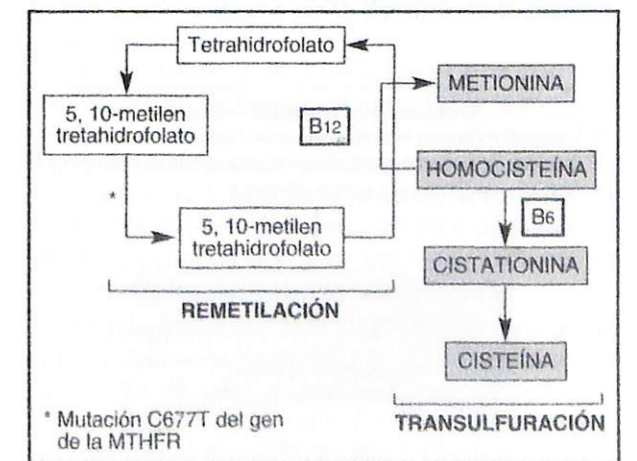 Tetrahidrofolato
METIONINA
5, 10-metilen
tretahidrofolato
B12
HOMOCISTEÍNA
*
B6
5, 10-metilen
tretahidrofolato
CISTATIONINA
REMETILACIÓN
CISTEÍNA
* Mutación C677T del gen
de la MTHFR
TRANSULFURACIÓN